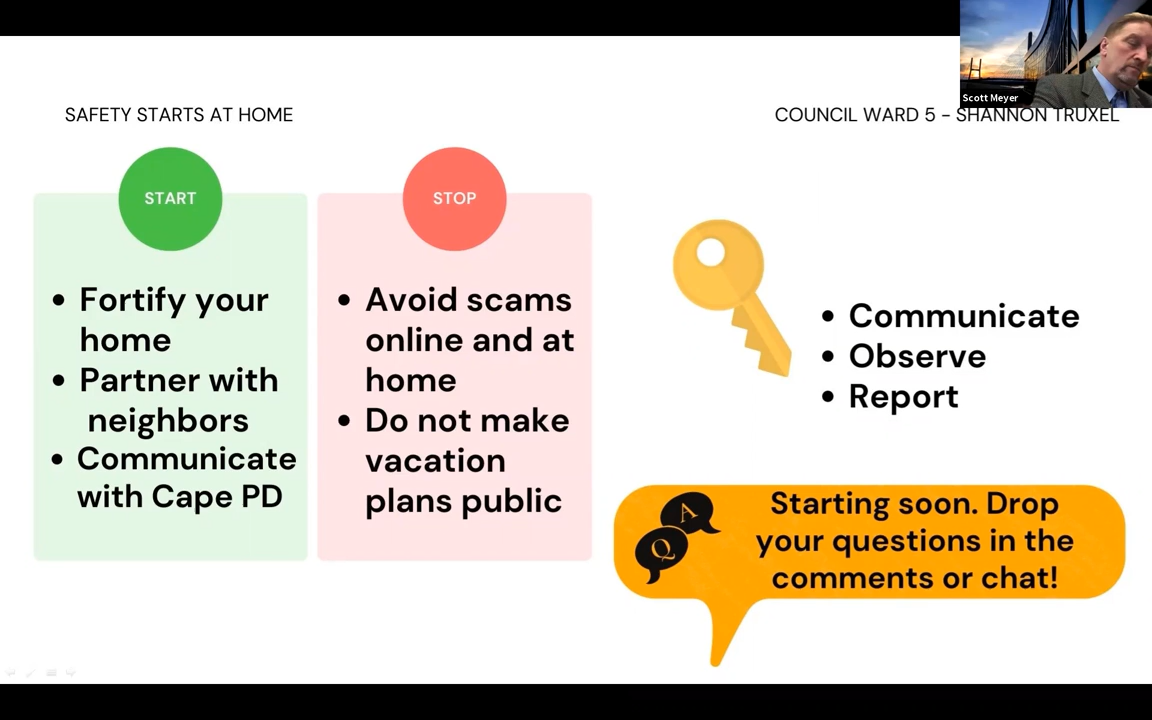 Scott Meyer
SAFETY STARTS AT HOME
COUNCIL WARD 5 - SHANNON TRUXEL
START
• Fortify your
home
• Partner with
neighbors
• Communicate
with Cape PD
STOP
• Avoid scams
online and at
home
• Do not make
vacation
plans public
• Communicate
• Observe
• Report
A
Q
Starting soon. Drop
your questions in the
comments or chat!